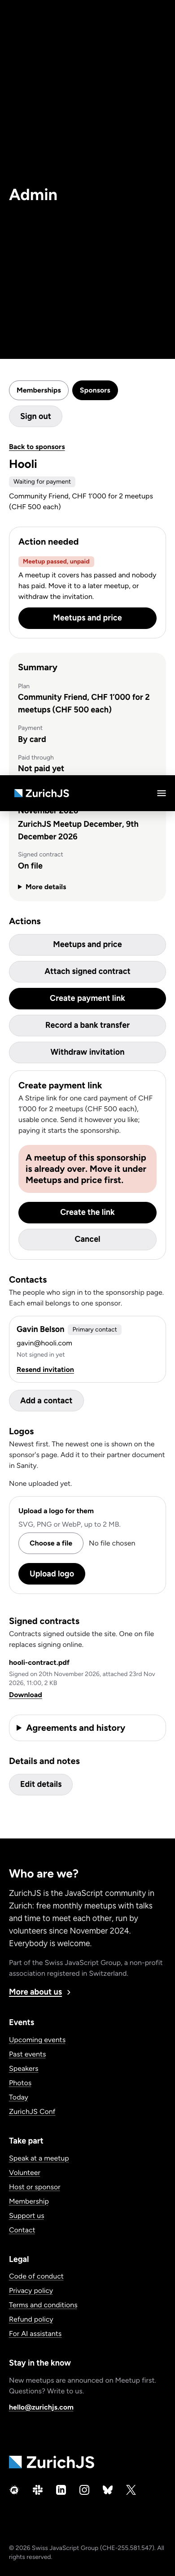 Admin
Memberships
Sponsors
Sign out
Back to sponsors
Hooli
Waiting for payment
Community Friend, CHF 1'000 for 2 meetups
(CHF 500 each)
Action needed
Meetup passed, unpaid
A meetup it covers has passed and nobody
has paid. Move it to a later meetup, or
withdraw the invitation.
Meetups and price
Summary
Plan
Community Friend, CHF 1'000 for 2
meetups (CHF 500 each)
Payment
By card
Paid through
Not paid yet
ZurichJS
November 2026
ZurichJS Meetup December, 9th
December 2026
Signed contract
On file
More details
Actions
Meetups and price
Attach signed contract
Create payment link
Record a bank transfer
Withdraw invitation
Create payment link
A Stripe link for one card payment of CHF
1'000 for 2 meetups (CHF 500 each),
usable once. Send it however you like;
paying it starts the sponsorship.
A meetup of this sponsorship
is already over. Move it under
Meetups and price first.
Create the link
Cancel
Contacts
The people who sign in to the sponsorship page.
Each email belongs to one sponsor.
Gavin Belson
Primary contact
gavin@hooli.com
Not signed in yet
Resend invitation
Add a contact
Logos
Newest first. The newest one is shown on the
sponsor's page. Add it to their partner document
in Sanity.
None uploaded yet.
Upload a logo for them
SVG, PNG or WebP, up to 2 MB.
Choose a file
No file chosen
Upload logo
Signed contracts
Contracts signed outside the site. One on file
replaces signing online.
hooli-contract.pdf
Signed on 20th November 2026, attached 23rd Nov
2026, 11:00, 2 KB
Download
Agreements and history
Details and notes
Edit details
Who are we?
ZurichJS is the JavaScript community in
Zurich: free monthly meetups with talks
and time to meet each other, run by
volunteers since November 2024.
Everybody is welcome.
Part of the Swiss JavaScript Group, a non-profit
association registered in Switzerland.
More about us
Events
Upcoming events
Past events
Speakers
Photos
Today
ZurichJS Conf
Take part
Speak at a meetup
Volunteer
Host or sponsor
Membership
Support us
Contact
Legal
Code of conduct
Privacy policy
Terms and conditions
Refund policy
For AI assistants
Stay in the know
New meetups are announced on Meetup first.
Questions? Write to us.
hello@zurichjs.com
ZurichJS
© 2026 Swiss JavaScript Group (CHE-255.581.547). All
rights reserved.